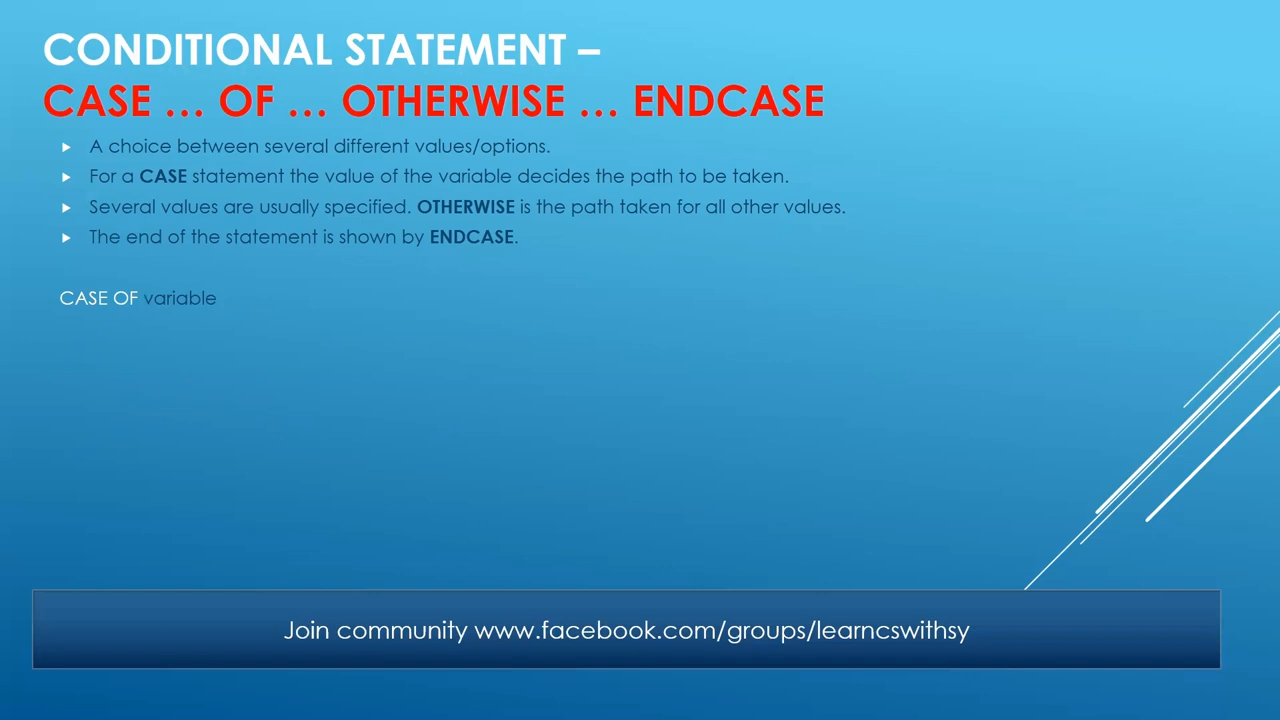 CONDITIONAL STATEMENT –
CASE … OF … OTHERWISE … ENDCASE
A choice between several different values/options.
For a CASE statement the value of the variable decides the path to be taken.
Several values are usually specified. OTHERWISE is the path taken for all other values.
The end of the statement is shown by ENDCASE.
CASE OF variable
Join community www.facebook.com/groups/learncswithsy